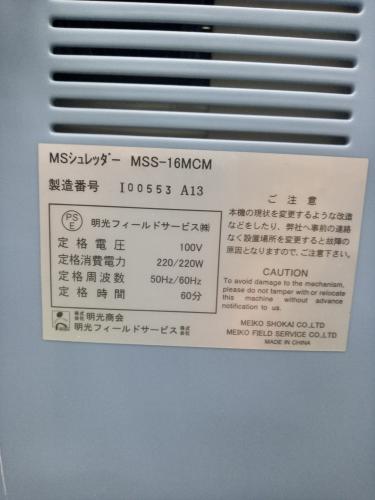 MSシュレッダー MSS-16MCM
製造番号 I00553 A13
PS
E
明光フィールドサービス㈱
定格電圧 100V
定格消費電力 220/220W
定格周波数 50Hz/60Hz
定格時間 60分
株式会社 明光商会
明光フィールドサービス 株式会社
ご注意
本機の現状を変更するような改造
などをしたり、弊社へ事前の連絡
なく設置場所を変更すると故障の
原因となりますので、ご注意下さい。
CAUTION
To avoid damage to the mechanism,
please do not tamper with or relocate
this machine without advance
notification to us.
MEIKO SHOKAI CO.,LTD
MEIKO FIELD SERVICE CO.,LTD
MADE IN CHINA